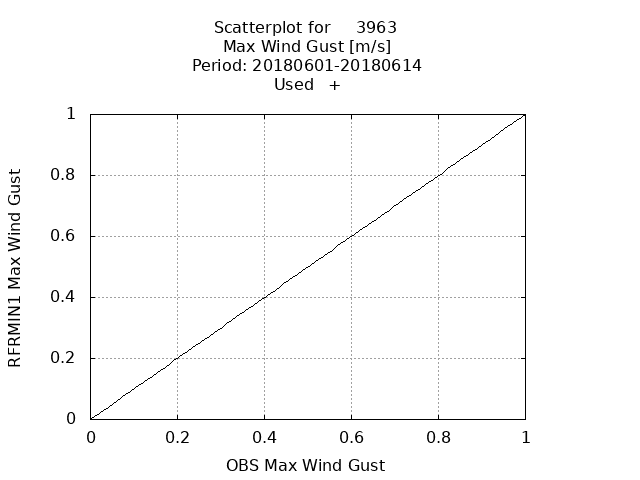 Scatterplot for 3963
Max Wind Gust [m/s]
Period: 20180601-20180614
Used +
1
0.8
0.6
0.4
0.2
0
RFRMIN1 Max Wind Gust
0 0.2 0.4 0.6 0.8 1
OBS Max Wind Gust